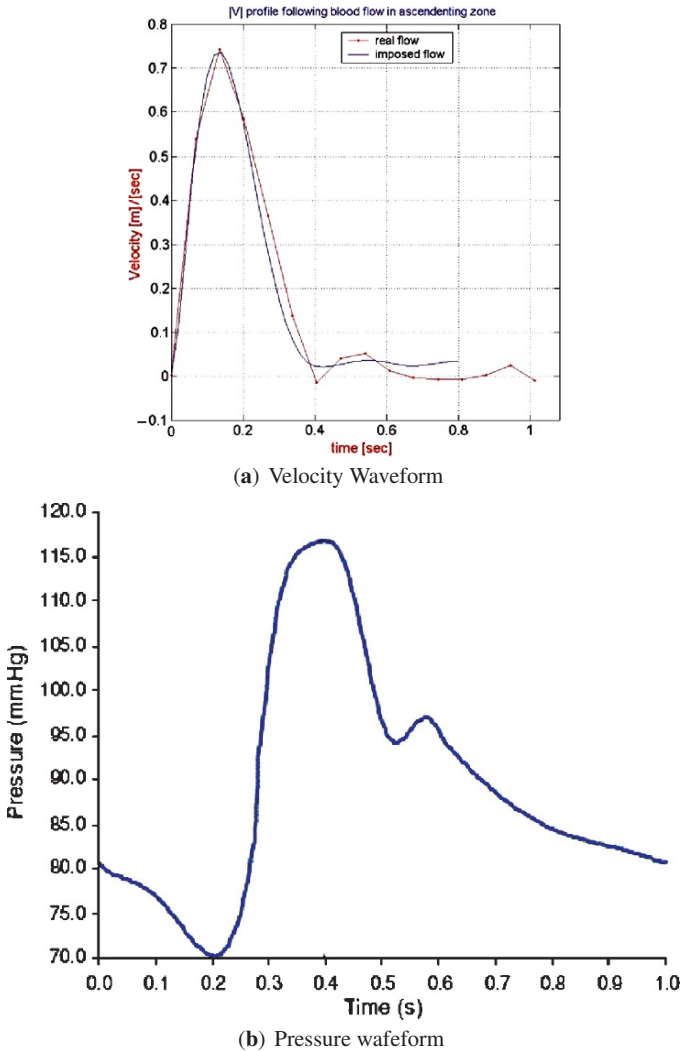 |V| profile following blood flow in ascendenting zone
real flow
imposed flow
0.8
0.7
0.6
0.5
0.4
0.3
0.2
0.1
0
−0.1
Velocity [m]/[sec]
0 0.2 0.4 0.6 0.8 1
time [sec]
(a) Velocity Waveform
120.0
115.0
110.0
105.0
100.0
95.0
90.0
85.0
80.0
75.0
70.0
Pressure (mmHg)
0.0 0.1 0.2 0.3 0.4 0.5 0.6 0.7 0.8 0.9 1.0
Time (s)
(b) Pressure wafeform